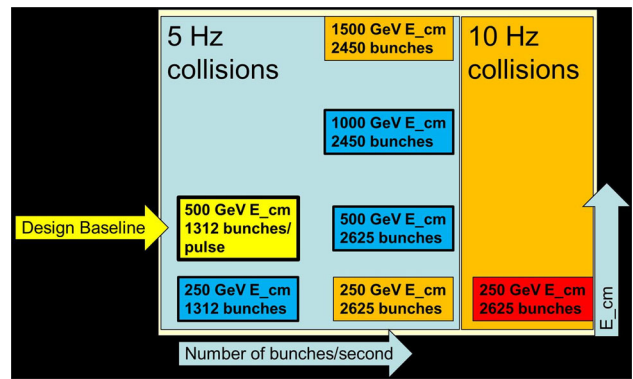 5 Hz
collisions
1500 GeV E_cm
2450 bunches
10 Hz
collisions
1000 GeV E_cm
2450 bunches
Design Baseline
500 GeV E_cm
1312 bunches/
pulse
500 GeV E_cm
2625 bunches
250 GeV E_cm
1312 bunches
250 GeV E_cm
2625 bunches
250 GeV E_cm
2625 bunches
E_cm
Number of bunches/second